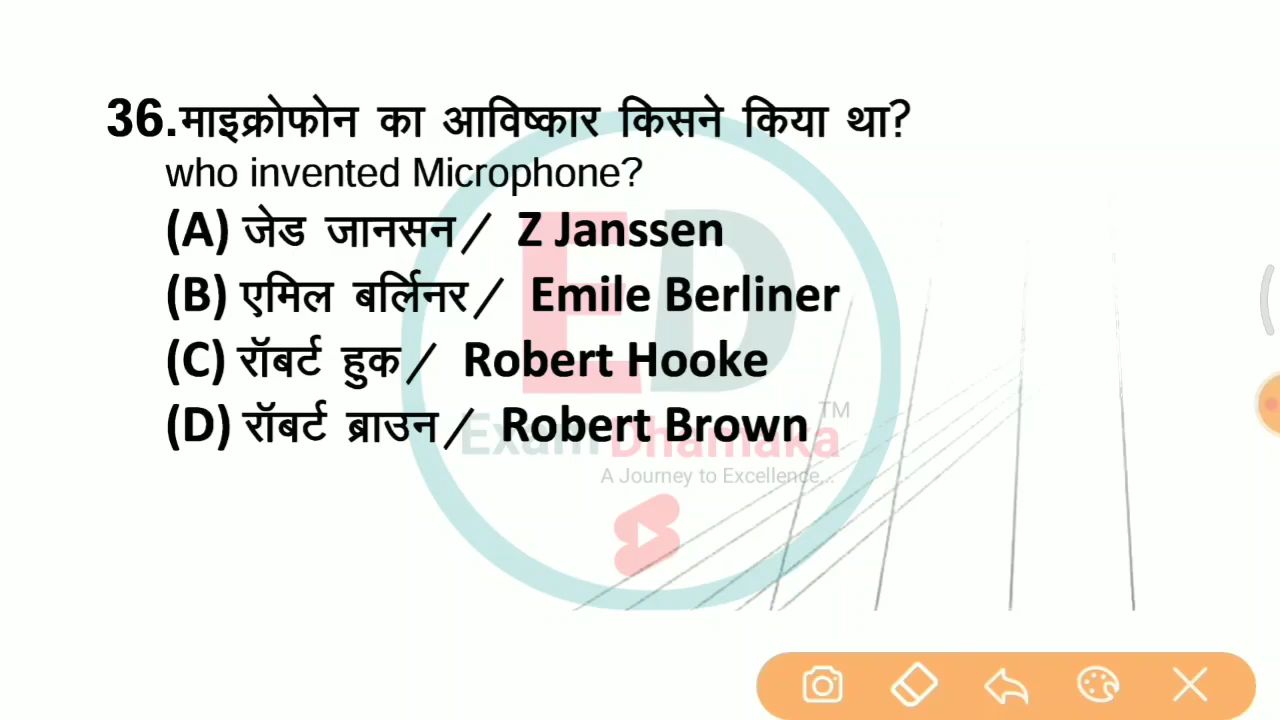 36.माइक्रोफोन का आविष्कार किसने किया था?
who invented Microphone?
(A) जेड जानसन/ Z Janssen
(B) एमिल बर्लिनर/ Emile Berliner
(C) रॉबर्ट हुक/ Robert Hooke
(D) रॉबर्ट ब्राउन/ Robert Brown
ED
Exam Dhamaka TM
A Journey to Excellence...